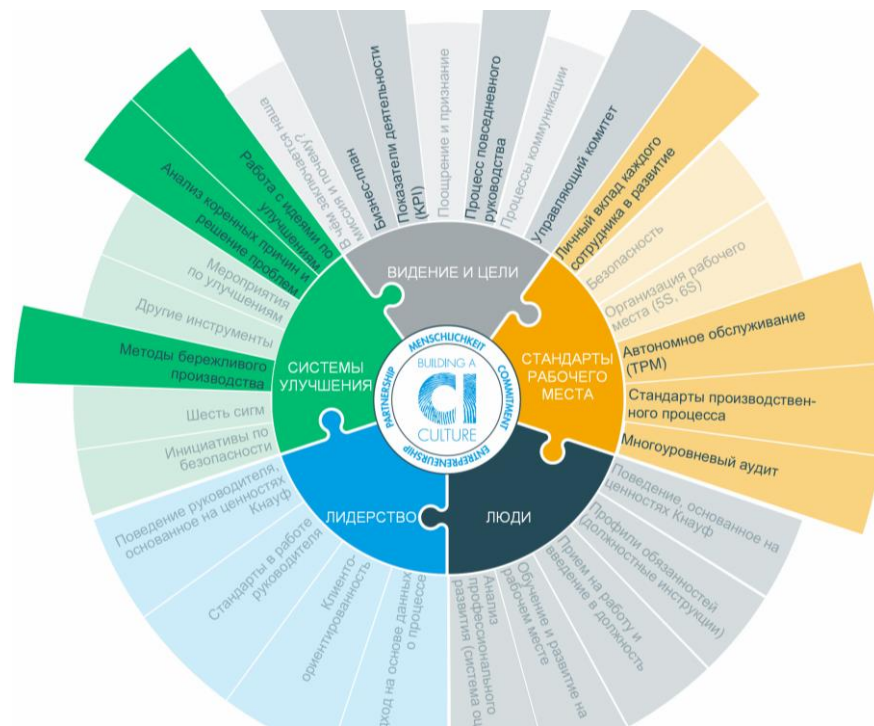 В чём заключается наша
миссия и почему?
Бизнес-план
Показатели деятельности
(KPI)
Поощрение и признание
Процесс повседневного
руководства
Процессы коммуникации
Управляющий комитет
Личный вклад каждого
сотрудника в развитие
Безопасность
Организация рабочего
места (5S, 6S)
Автономное обслуживание
(TPM)
Стандарты производствен-
ного процесса
Многоуровневый аудит
Поведение, основанное на
ценностях Кнауф
Профили обязанностей
(должностные инструкции)
Прием на работу и
введение в должность
Обучение и развитие на
рабочем месте
Анализ
профессионального
развития (система оц
дход на основе данных
о процессе
Клиенто-
ориентированность
Стандарты в работе
руководителя
Поведение руководителя,
основанное на ценностях
Кнауф
Инициативы по
безопасности
Шесть сигм
Методы бережливого
производства
Другие инструменты
Мероприятия
по улучшениям
Анализ коренных причин и
решение проблем
Работа с идеями по
улучшениям
ВИДЕНИЕ И ЦЕЛИ
СТАНДАРТЫ
РАБОЧЕГО
МЕСТА
ЛЮДИ
ЛИДЕРСТВО
СИСТЕМЫ
УЛУЧШЕНИЯ
MENSCHLICHKEIT
COMMITMENT
ENTREPRENEURSHIP
PARTNERSHIP
BUILDING A
CI
CULTURE